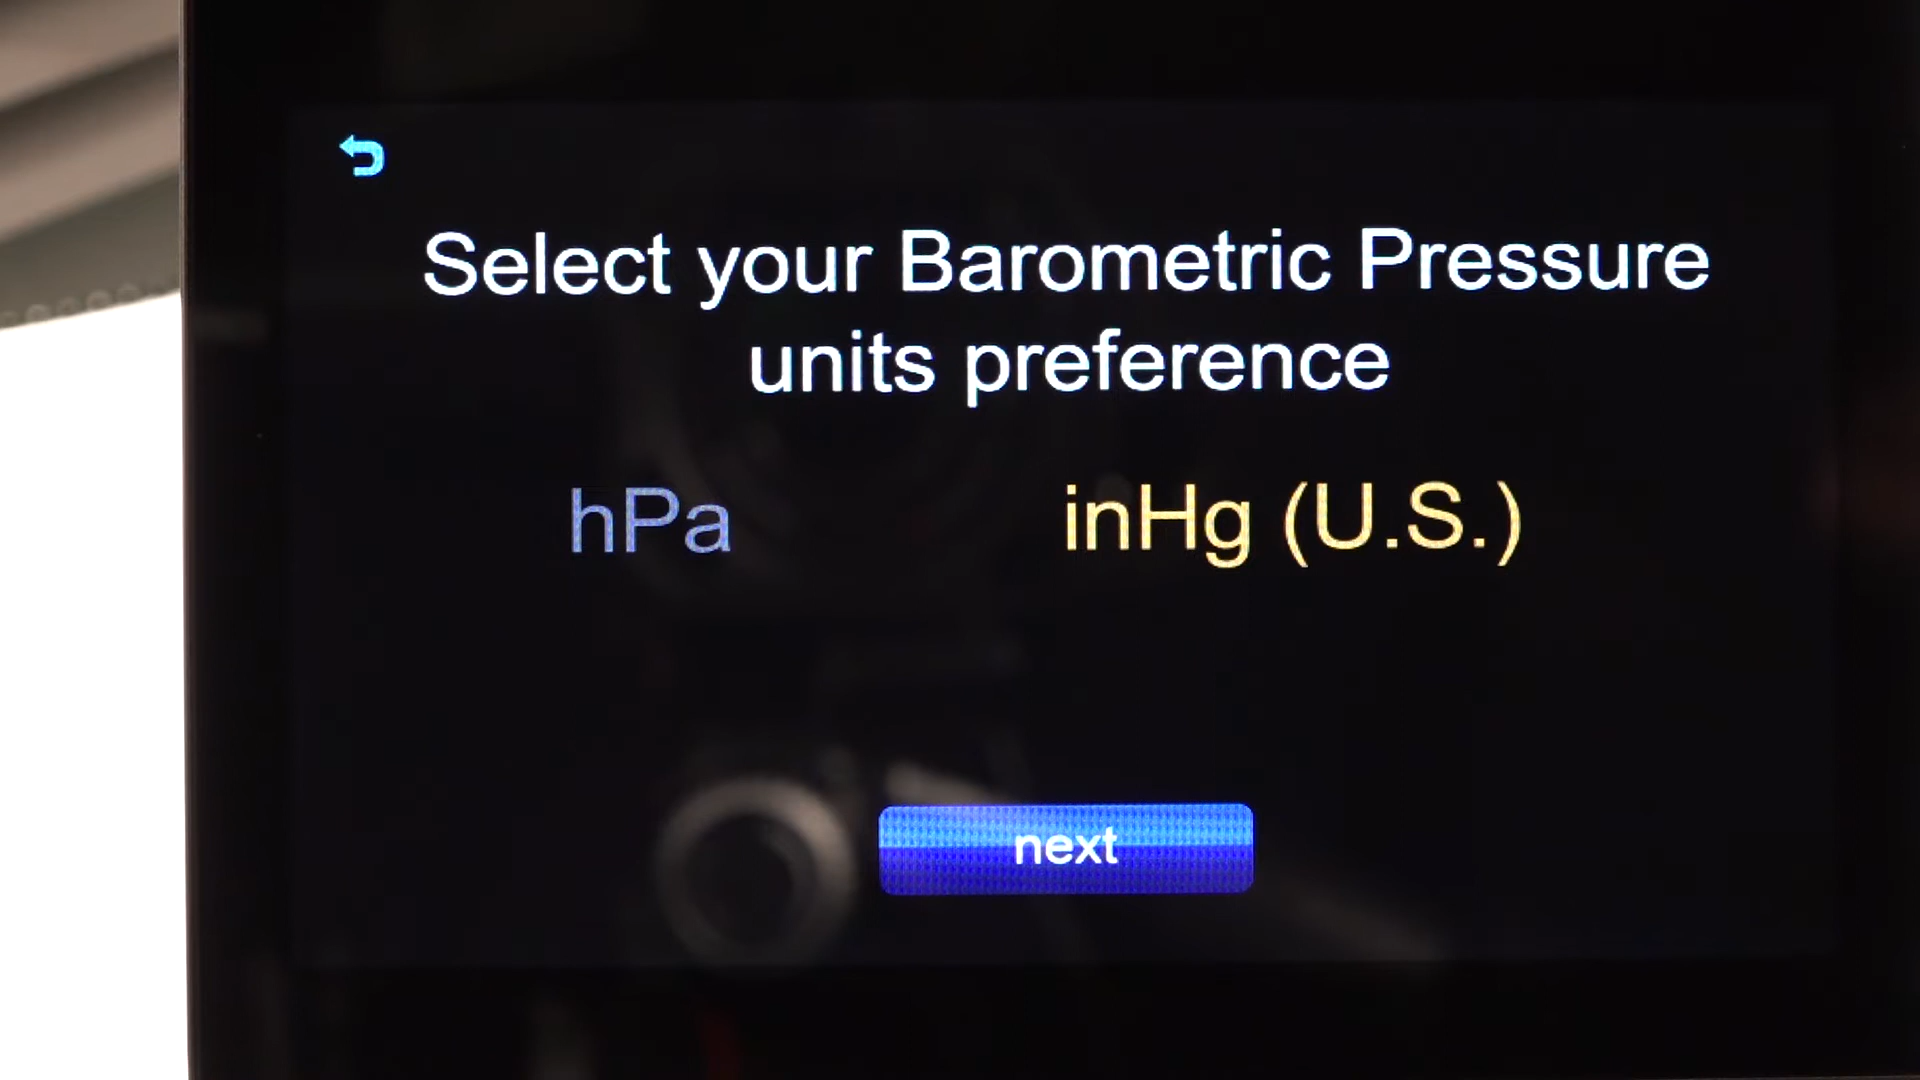 Select your Barometric Pressure
units preference
hPa inHg (U.S.)
next